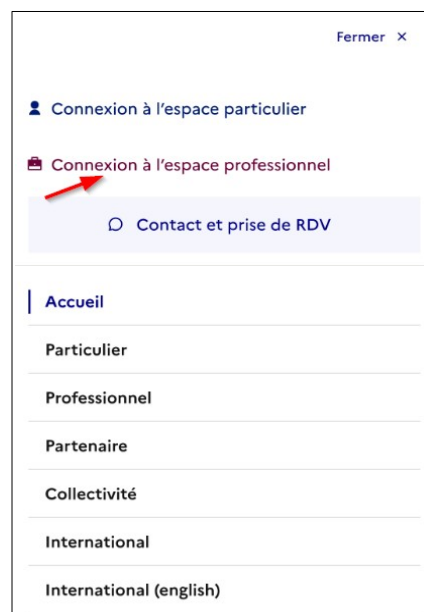 Fermer ×
Connexion à l'espace particulier
Connexion à l'espace professionnel
Contact et prise de RDV
Accueil
Particulier
Professionnel
Partenaire
Collectivité
International
International (english)